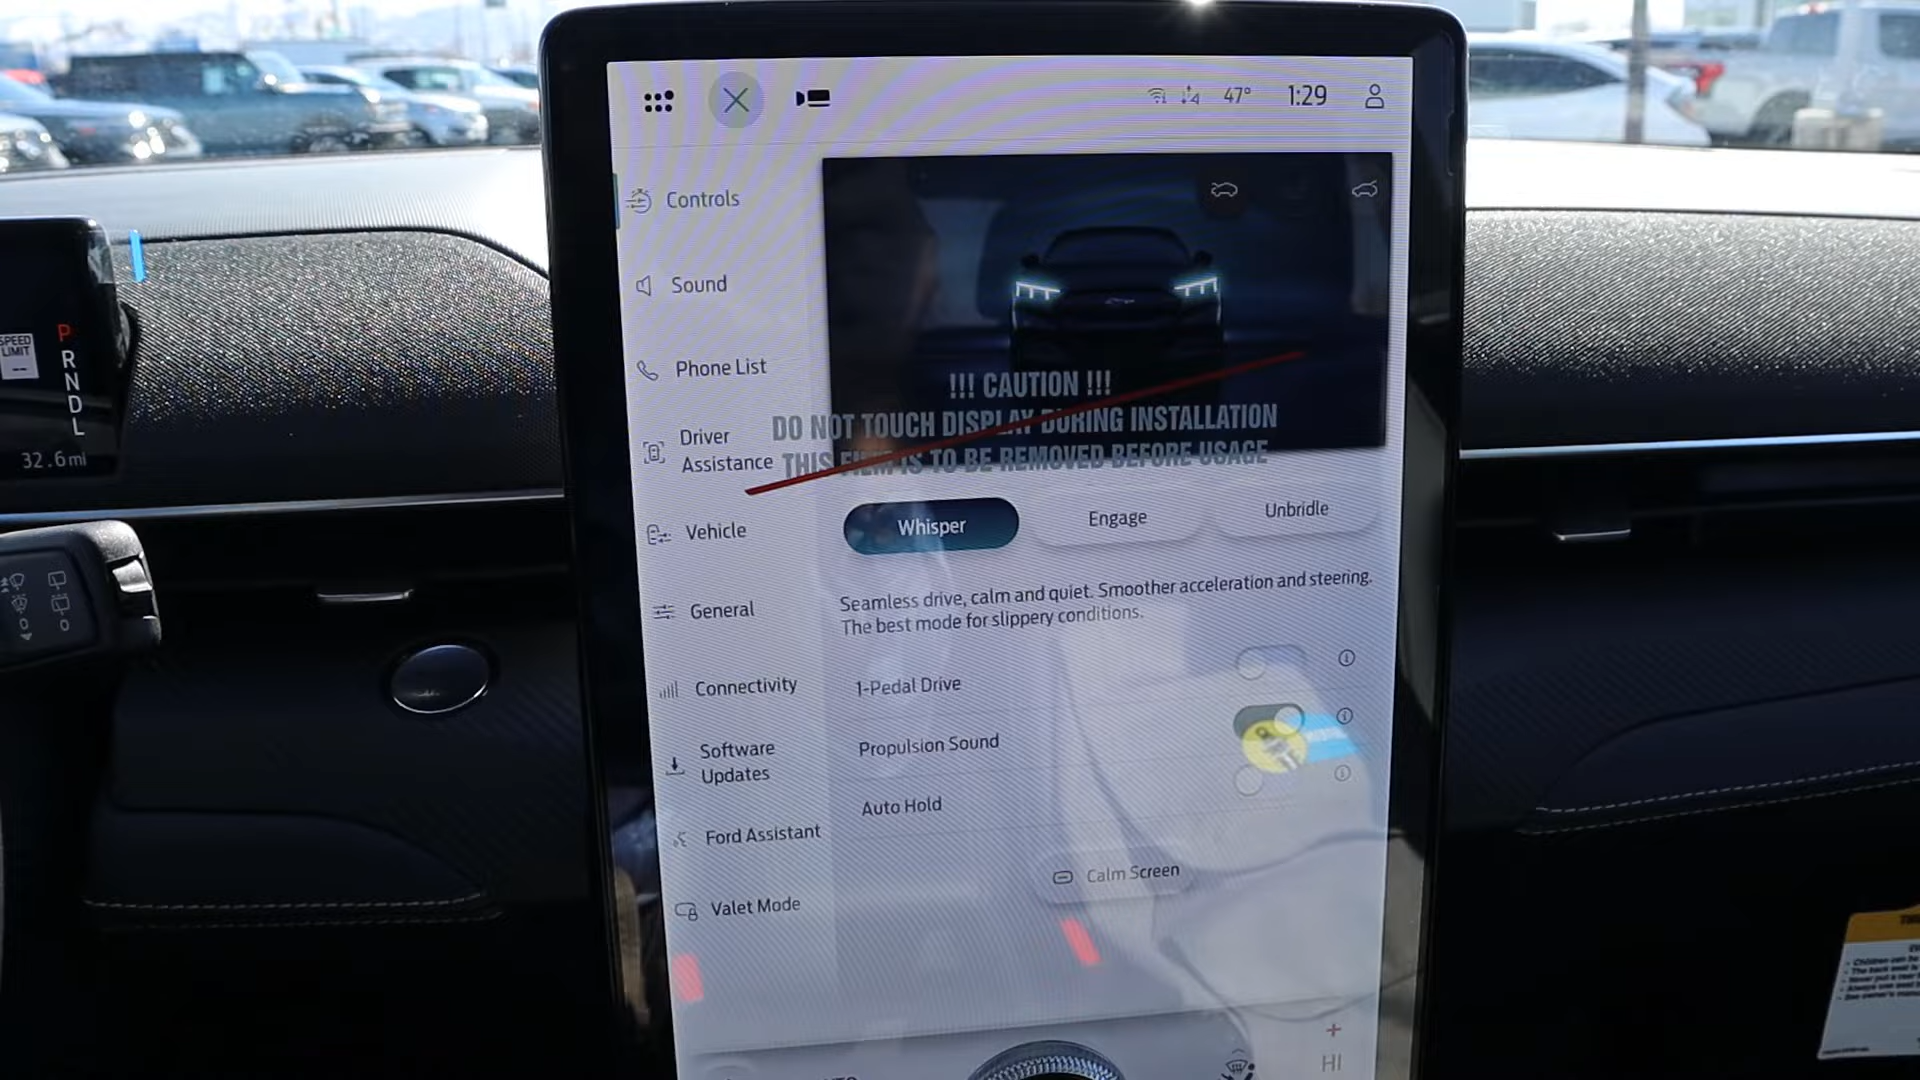 47°
1:29
Controls
Sound
Phone List
Driver
Assistance
Vehicle
General
Connectivity
Software
Updates
Ford Assistant
Valet Mode
!!! CAUTION !!!
DO NOT TOUCH DISPLAY DURING INSTALLATION
THIS FILM IS TO BE REMOVED BEFORE USAGE
Whisper
Engage
Unbridle
Seamless drive, calm and quiet. Smoother acceleration and steering.
The best mode for slippery conditions.
1-Pedal Drive
Propulsion Sound
Auto Hold
Calm Screen
+
HI
SPEED
LIMIT
--
P
R
N
D
L
32.6mi